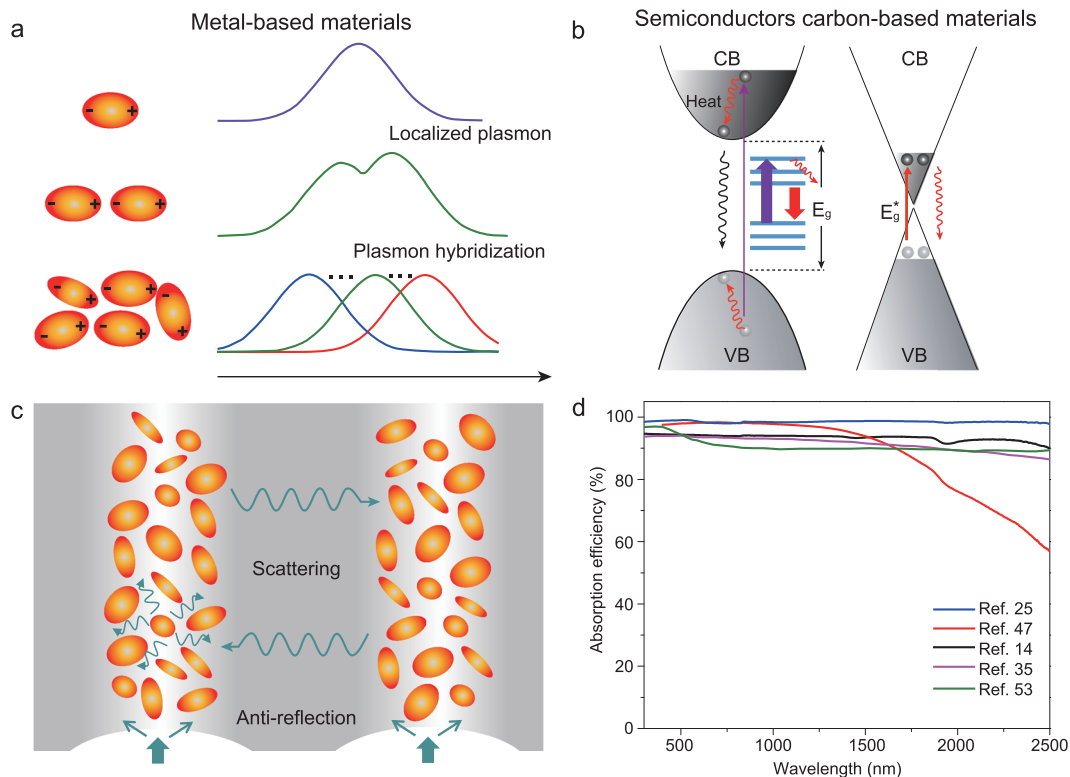 a
Metal-based materials
- +
Localized plasmon
- + - +
Plasmon hybridization
- + - + - +
- + - +
b
Semiconductors carbon-based materials
CB
Heat
Eg
VB
CB
E*g
VB
c
Scattering
Anti-reflection
d
Absorption efficiency (%)
100
80
60
40
20
0
500
1000
1500
2000
2500
Wavelength (nm)
Ref. 25
Ref. 47
Ref. 14
Ref. 35
Ref. 53